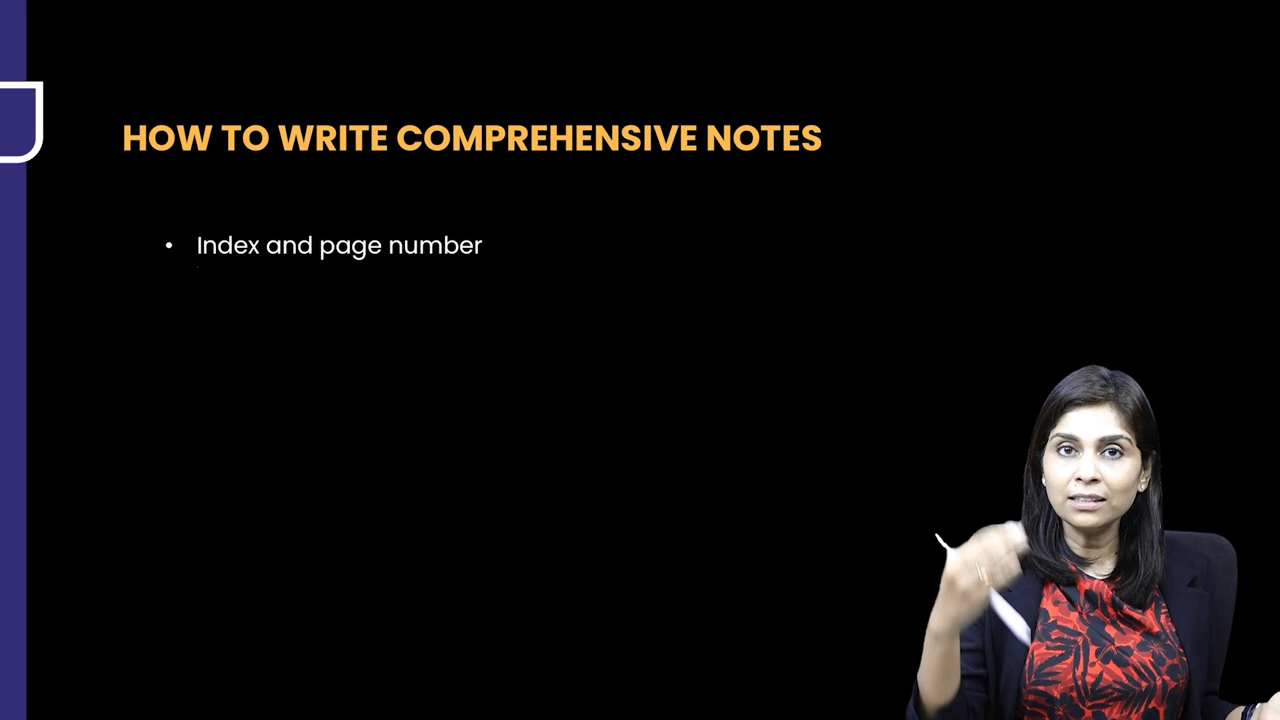 HOW TO WRITE COMPREHENSIVE NOTES
• Index and page number